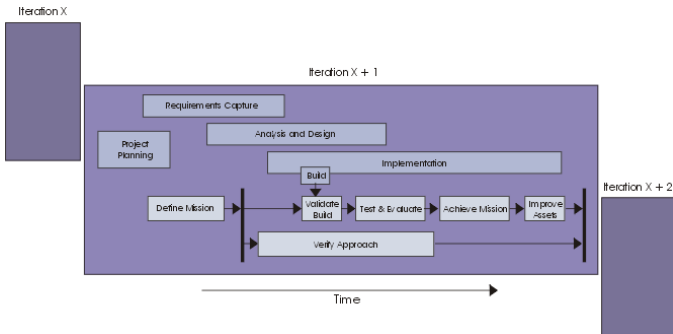 Iteration X
Iteration X + 1
Requirements Capture
Analysis and Design
Project
Planning
Implementation
Build
Iteration X + 2
Define Mission
Validate
Build
Test & Evaluate
Achieve Mission
Improve
Assets
Verify Approach
Time